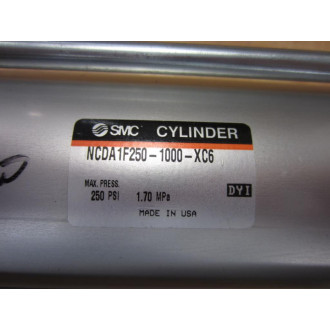 SMC CYLINDER
NCDA1F250-1000-XC6
MAX. PRESS.
250 PSI 1.70 MPa
DYI
MADE IN USA